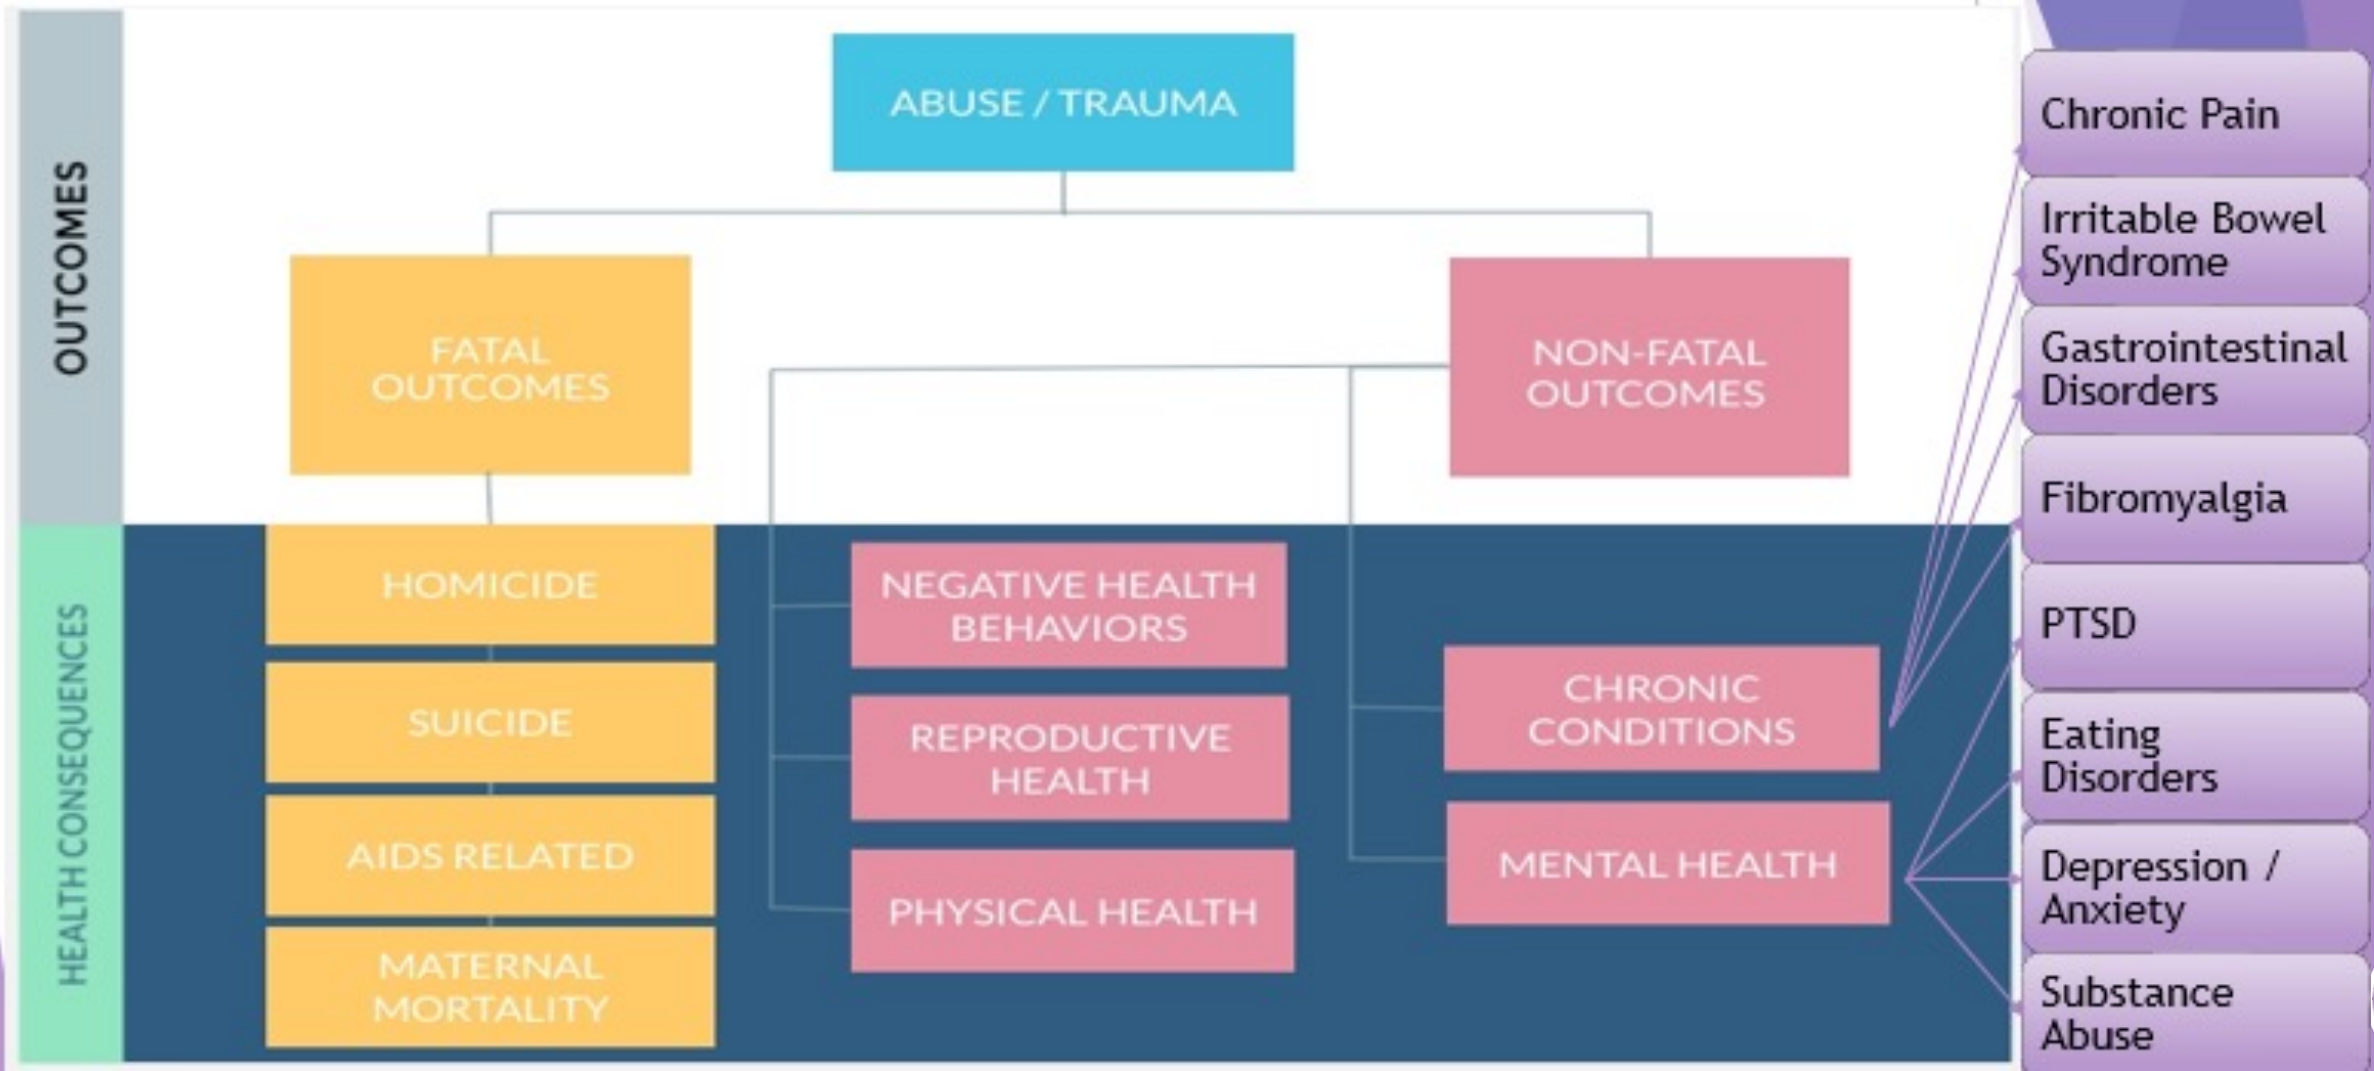 OUTCOMES
ABUSE / TRAUMA
FATAL
OUTCOMES
NON-FATAL
OUTCOMES
HEALTH CONSEQUENCES
HOMICIDE
SUICIDE
AIDS RELATED
MATERNAL
MORTALITY
NEGATIVE HEALTH
BEHAVIORS
REPRODUCTIVE
HEALTH
PHYSICAL HEALTH
CHRONIC
CONDITIONS
MENTAL HEALTH
Chronic Pain
Irritable Bowel
Syndrome
Gastrointestinal
Disorders
Fibromyalgia
PTSD
Eating
Disorders
Depression /
Anxiety
Substance
Abuse